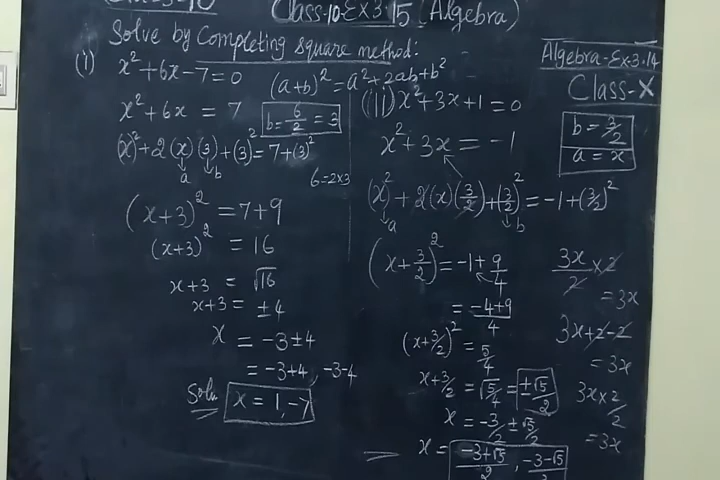 Class-10-Ex 3.15 (Algebra)
Solve by Completing square method:
(i) x² + 6x - 7 = 0
(a+b)² = a² + 2ab + b²
x² + 6x = 7
b = 6/2 = 3
(x)² + 2(x)(3) + (3)² = 7 + (3)²
a b
6 = 2×3
(x+3)² = 7+9
(x+3)² = 16
x+3 = √16
x+3 = ±4
x = -3±4
= -3+4, -3-4
Soln x = 1, -7
Algebra-Ex-3.14
Class-X
(ii) x² + 3x + 1 = 0
x² + 3x = -1
b = 3/2
a = x
(x)² + 2(x)(3/2) + (3/2)² = -1 + (3/2)²
a b
(x + 3/2)² = -1 + 9/4
= -4+9/4
(x+3/2)² = 5/4
x+3/2 = √5/4 = ±√5/2
x = -3/2 ± √5/2
x = -3+√5/2, -3-√5/2
3x/2 × 2
= 3x
3x+2-2
= 3x
3x × 2/2
= 3x